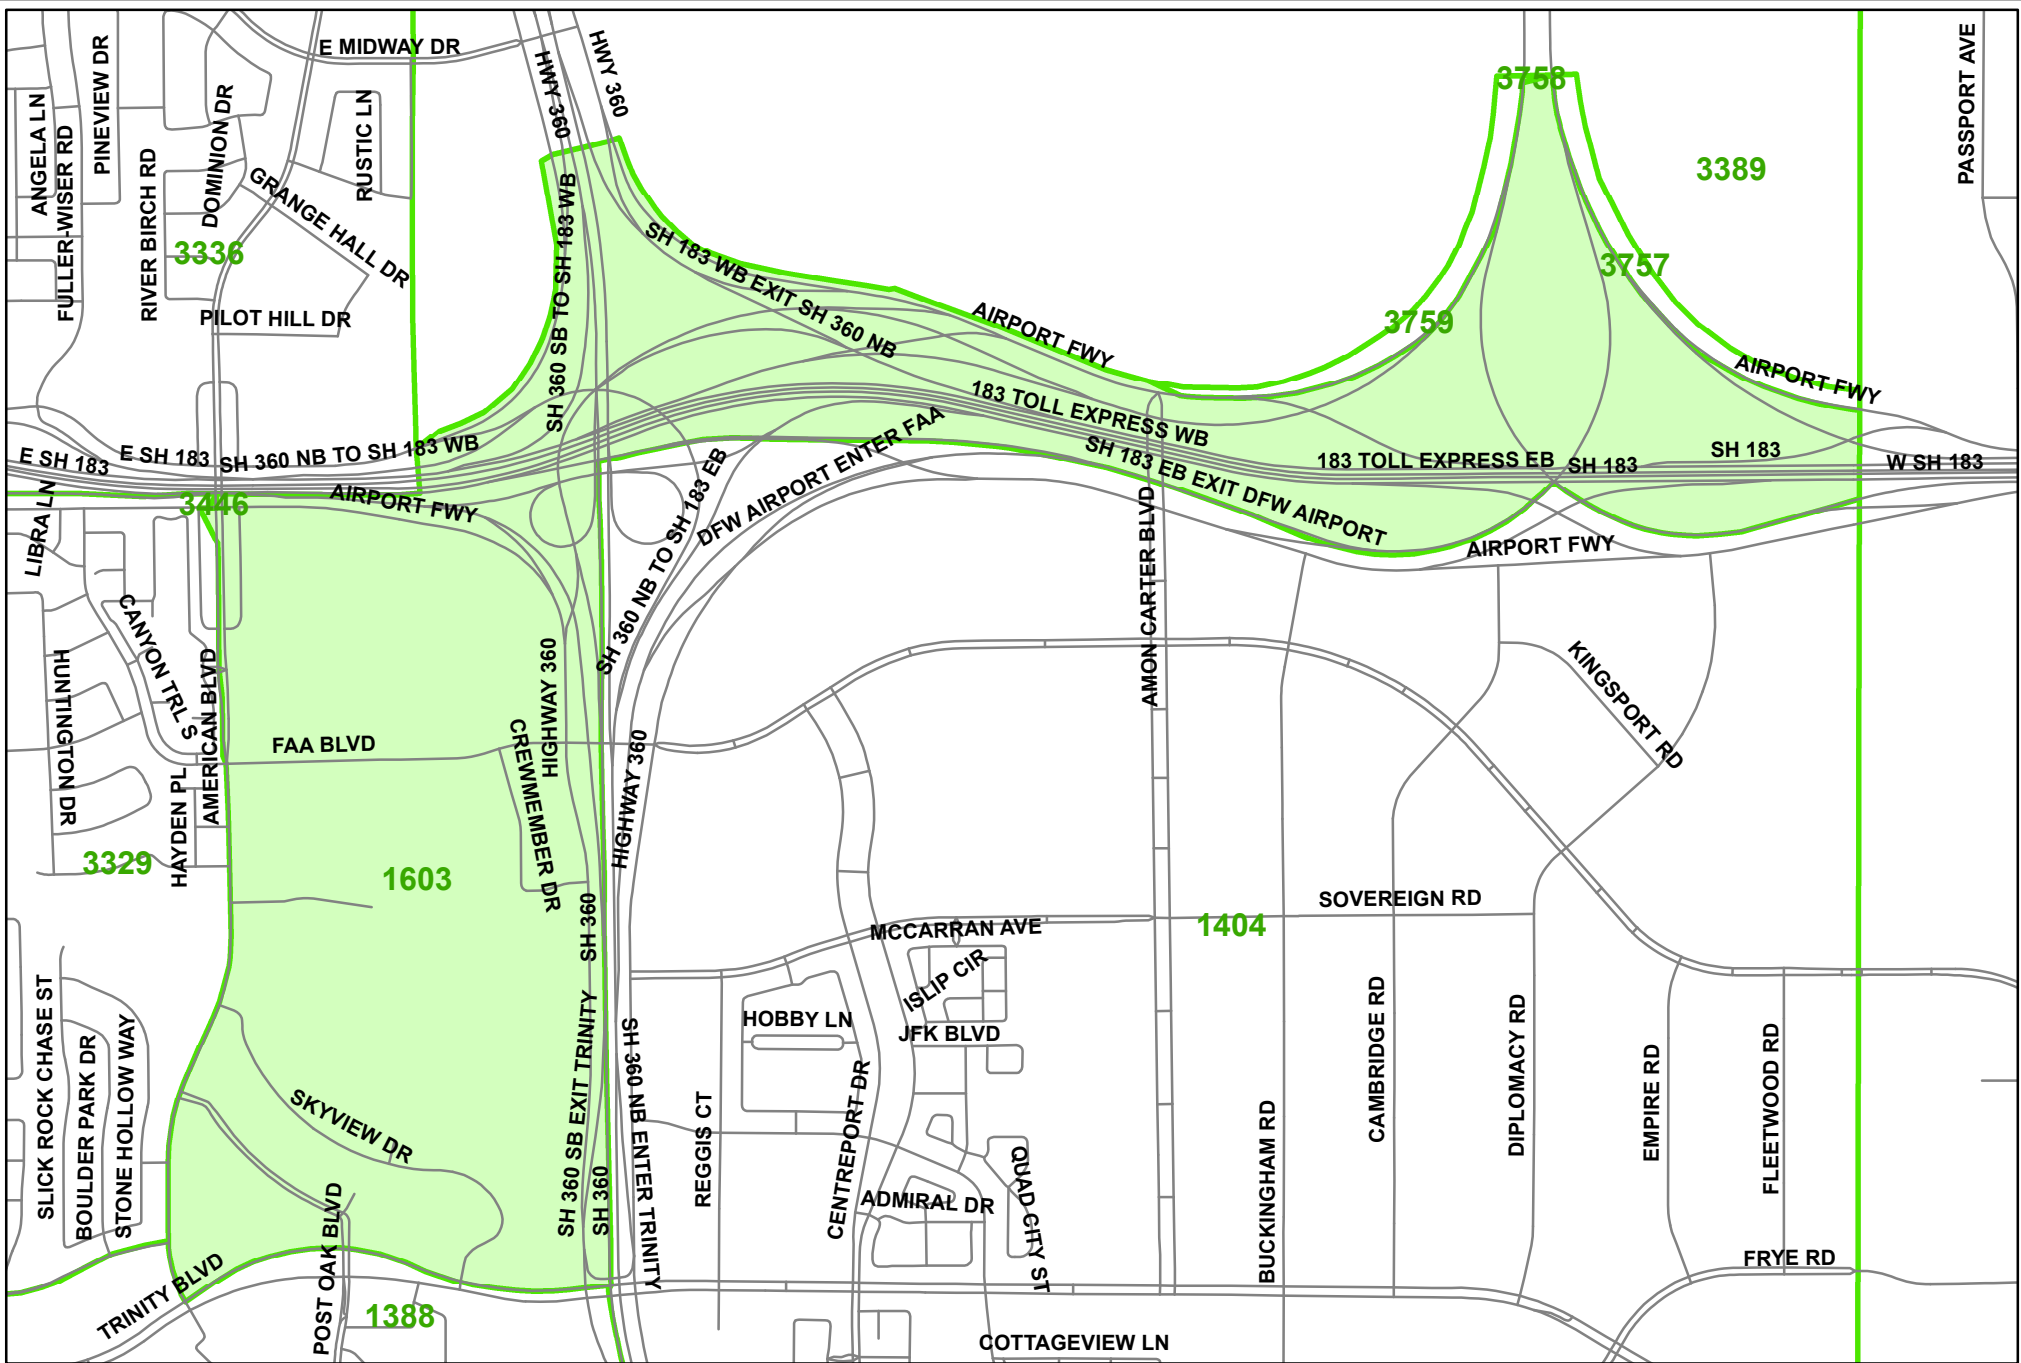 E MIDWAY DR
HWY 360
HWY 360
PASSPORT AVE
3758
ANGELA LN
FULLER-WISER RD
PINEVIEW DR
RIVER BIRCH RD
DOMINION DR
RUSTIC LN
GRANGE HALL DR
3336
PILOT HILL DR
3389
3757
3759
SH 360 SB TO SH 183 WB
SH 183 WB EXIT SH 360 NB
AIRPORT FWY
AIRPORT FWY
183 TOLL EXPRESS WB
E SH 183
E SH 183
SH 360 NB TO SH 183 WB
DFW AIRPORT ENTER FAA
SH 183 EB EXIT DFW AIRPORT
183 TOLL EXPRESS EB
SH 183
SH 183
W SH 183
3446
AIRPORT FWY
LIBRA LN
SH 360 NB TO SH 183 EB
AMON CARTER BLVD
AIRPORT FWY
CANYON TRL S
HUNTINGTON DR
AMERICAN BLVD
HIGHWAY 360
KINGSPORT RD
FAA BLVD
CREWMEMBER DR
HIGHWAY 360
HAYDEN PL
3329
1603
SH 360
SOVEREIGN RD
1404
MCCARRAN AVE
ISLIP CIR
SLICK ROCK CHASE ST
BOULDER PARK DR
STONE HOLLOW WAY
HOBBY LN
JFK BLVD
SKYVIEW DR
SH 360 SB EXIT TRINITY
SH 360
SH 360 NB ENTER TRINITY
REGGIS CT
CENTREPORT DR
ADMIRAL DR
QUAD CITY ST
BUCKINGHAM RD
CAMBRIDGE RD
DIPLOMACY RD
EMPIRE RD
FLEETWOOD RD
FRYE RD
TRINITY BLVD
POST OAK BLVD
1388
COTTAGEVIEW LN